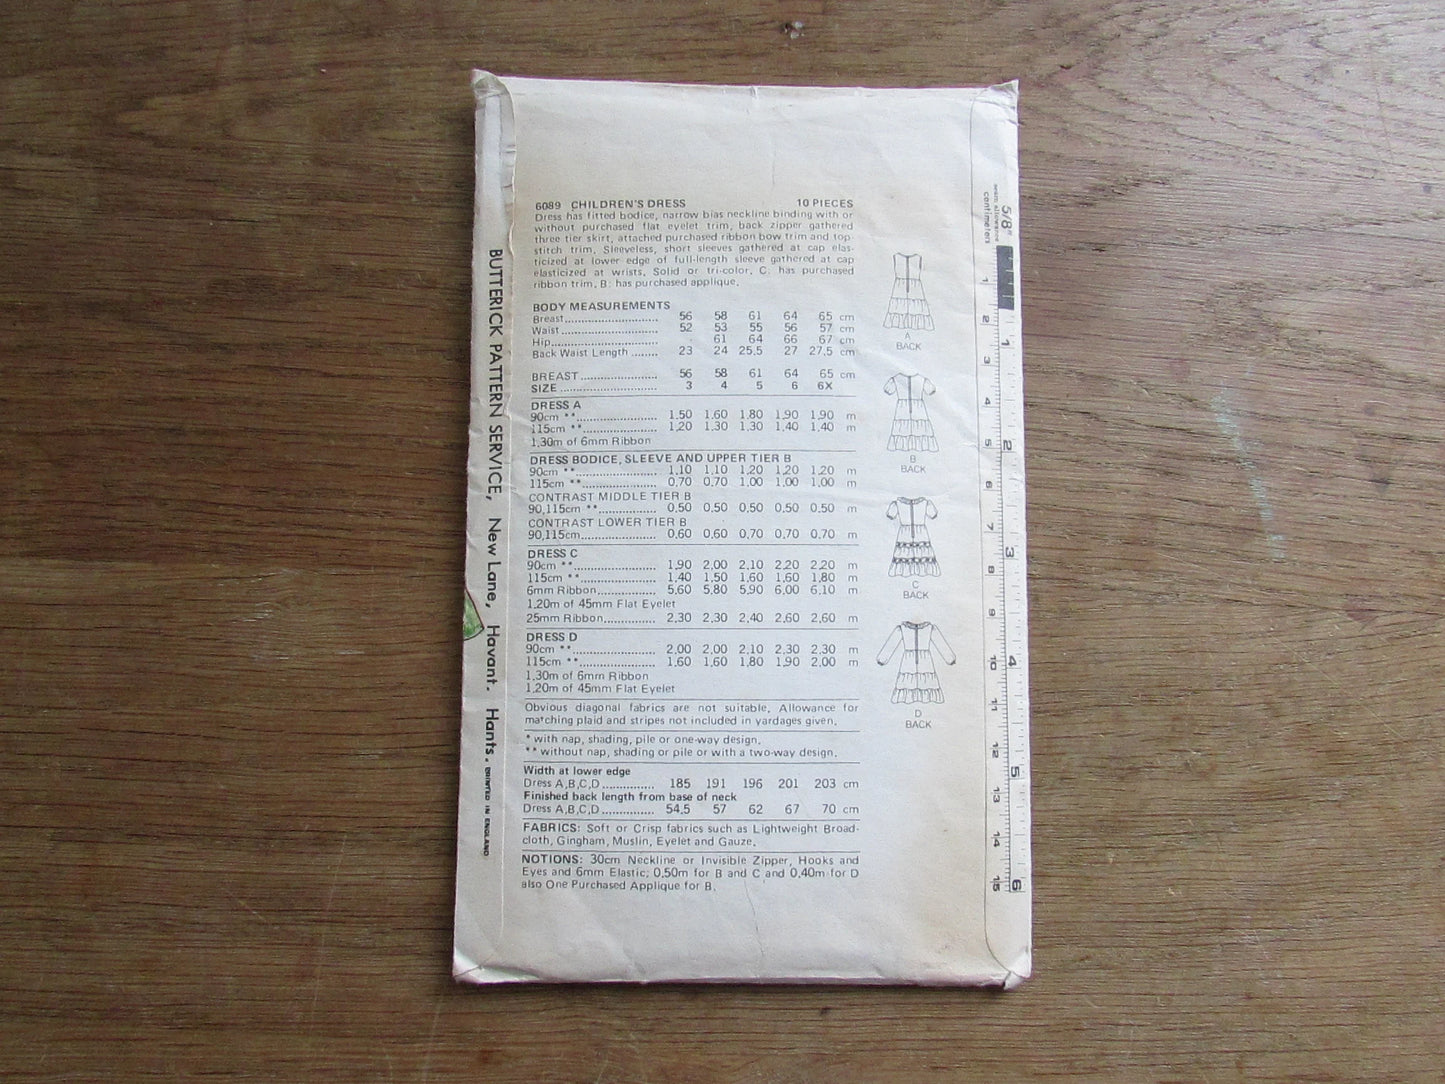 6089 CHILDREN'S DRESS 10 PIECES
Dress has fitted bodice, narrow bias neckline binding with or
without purchased flat eyelet trim, back zipper gathered
three tier skirt, attached purchased ribbon bow trim and top-
stitch trim. Sleeveless, short sleeves gathered at cap elas-
ticized at lower edge of full-length sleeve gathered at cap
elasticized at wrists. Solid or tri-color. C: has purchased
ribbon trim. B: has purchased applique.
BODY MEASUREMENTS
Breast 56 58 61 64 65 cm
Waist 52 53 55 56 57 cm
Hip 61 64 66 67 cm
Back Waist Length 23 24 25.5 27 27.5 cm
BREAST 56 58 61 64 65 cm
SIZE 3 4 5 6 6X
DRESS A
90cm ** 1.50 1.60 1.80 1.90 1.90 m
115cm ** 1.20 1.30 1.30 1.40 1.40 m
1.30m of 6mm Ribbon
DRESS BODICE, SLEEVE AND UPPER TIER B
90cm ** 1.10 1.10 1.20 1.20 1.20 m
115cm ** 0.70 0.70 1.00 1.00 1.00 m
CONTRAST MIDDLE TIER B
90,115cm ** 0.50 0.50 0.50 0.50 0.50 m
CONTRAST LOWER TIER B
90,115cm 0.60 0.60 0.70 0.70 0.70 m
DRESS C
90cm ** 1.90 2.00 2.10 2.20 2.20 m
115cm ** 1.40 1.50 1.60 1.60 1.80 m
6mm Ribbon 5.60 5.80 5.90 6.00 6.10 m
1.20m of 45mm Flat Eyelet
25mm Ribbon 2.30 2.30 2.40 2.60 2.60 m
DRESS D
90cm ** 2.00 2.00 2.10 2.30 2.30 m
115cm ** 1.60 1.60 1.80 1.90 2.00 m
1.30m of 6mm Ribbon
1.20m of 45mm Flat Eyelet
Obvious diagonal fabrics are not suitable. Allowance for
matching plaid and stripes not included in yardages given.
* with nap, shading, pile or one-way design.
** without nap, shading or pile or with a two-way design.
Width at lower edge
Dress A,B,C,D 185 191 196 201 203 cm
Finished back length from base of neck
Dress A,B,C,D 54.5 57 62 67 70 cm
FABRICS: Soft or Crisp fabrics such as Lightweight Broad-
cloth, Gingham, Muslin, Eyelet and Gauze.
NOTIONS: 30cm Neckline or Invisible Zipper, Hooks and
Eyes and 6mm Elastic; 0.50m for B and C and 0.40m for D
also One Purchased Applique for B.
A
BACK
B
BACK
C
BACK
D
BACK
BUTTERICK PATTERN SERVICE, New Lane, Havant. Hants. PRINTED IN ENGLAND
5/8"
seam allowance
centimeters
1 2 3 4 5 6 7 8 9 10 11 12 13 14 15
1 2 3 4 5 6